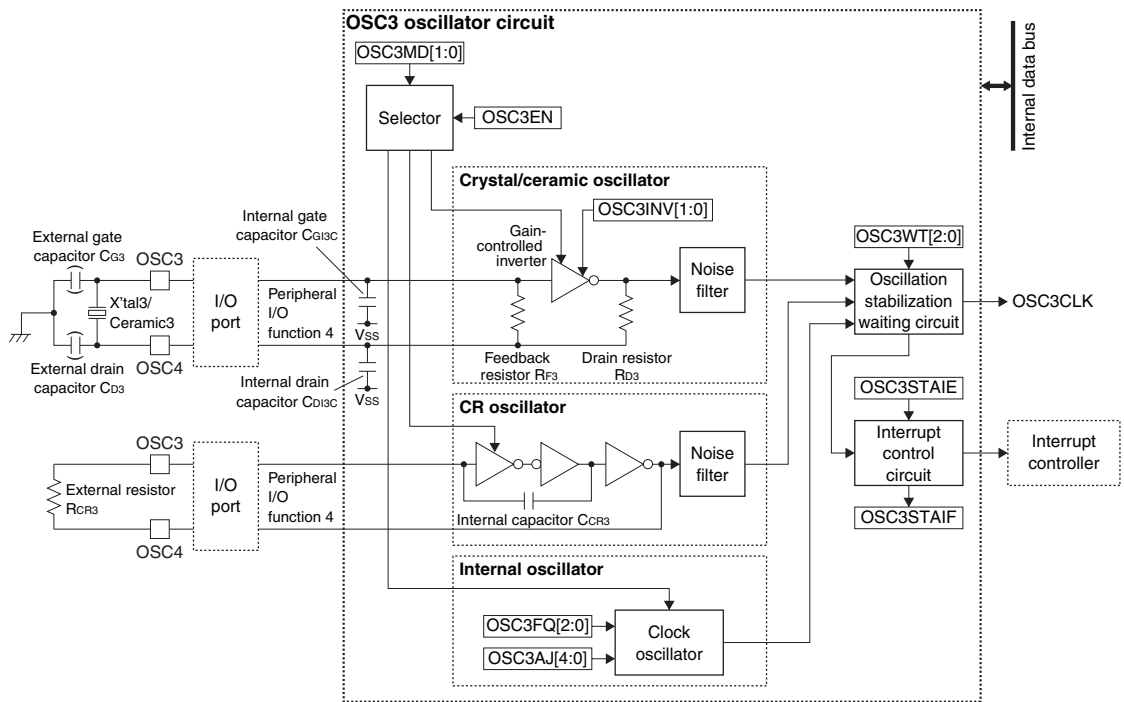 OSC3 oscillator circuit
OSC3MD[1:0]
Internal data bus
Selector
OSC3EN
Crystal/ceramic oscillator
OSC3INV[1:0]
Internal gate
capacitor CGI3C
Gain-
controlled
inverter
External gate
capacitor CG3
OSC3
OSC3WT[2:0]
X'tal3/
Ceramic3
I/O
port
Peripheral
I/O
function 4
VSS
Noise
filter
Oscillation
stabilization
waiting circuit
OSC3CLK
OSC4
External drain
capacitor CD3
Internal drain
capacitor CDI3C
VSS
Feedback
resistor RF3
Drain resistor
RD3
OSC3STAIE
CR oscillator
OSC3
External resistor
RCR3
I/O
port
Peripheral
I/O
function 4
Noise
filter
Interrupt
control
circuit
Interrupt
controller
Internal capacitor CCR3
OSC3STAIF
OSC4
Internal oscillator
OSC3FQ[2:0]
OSC3AJ[4:0]
Clock
oscillator